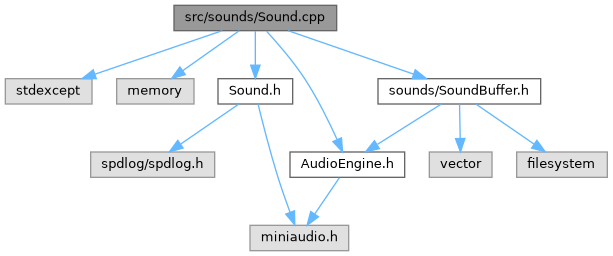 src/sounds/Sound.cpp
stdexcept
memory
Sound.h
sounds/SoundBuffer.h
spdlog/spdlog.h
AudioEngine.h
vector
filesystem
miniaudio.h